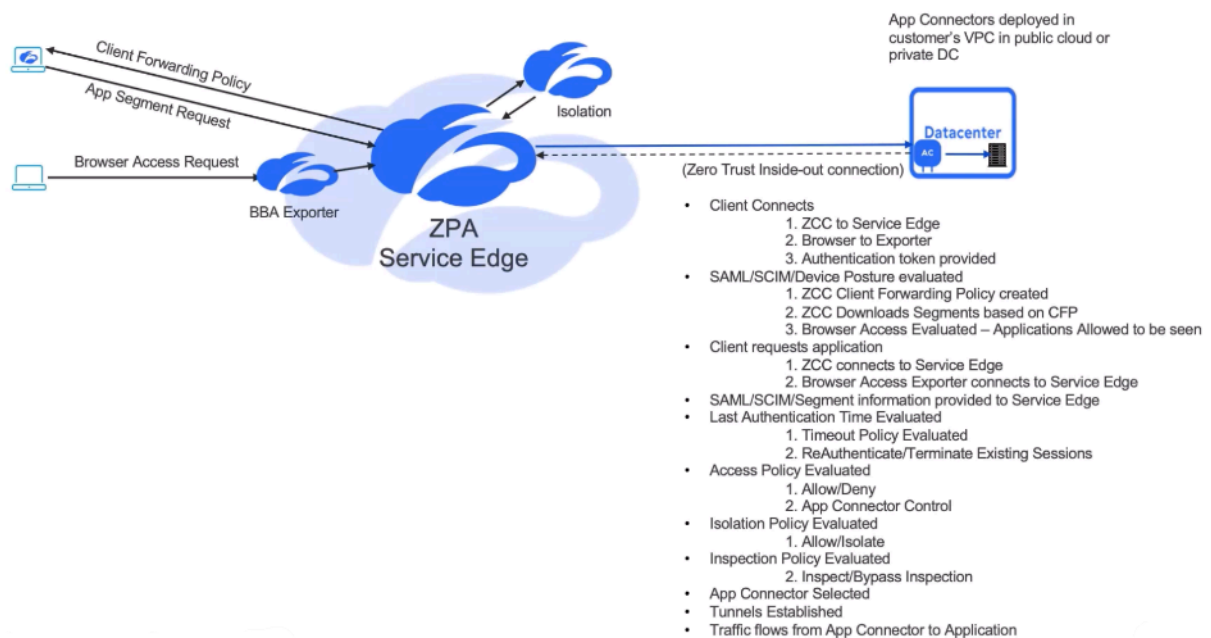 App Connectors deployed in
customer's VPC in public cloud or
private DC
Client Forwarding Policy
App Segment Request
Isolation
Browser Access Request
BBA Exporter
ZPA
Service Edge
Datacenter
AC
(Zero Trust Inside-out connection)
• Client Connects
1. ZCC to Service Edge
2. Browser to Exporter
3. Authentication token provided
• SAML/SCIM/Device Posture evaluated
1. ZCC Client Forwarding Policy created
2. ZCC Downloads Segments based on CFP
3. Browser Access Evaluated – Applications Allowed to be seen
• Client requests application
1. ZCC connects to Service Edge
2. Browser Access Exporter connects to Service Edge
• SAML/SCIM/Segment information provided to Service Edge
• Last Authentication Time Evaluated
1. Timeout Policy Evaluated
2. ReAuthenticate/Terminate Existing Sessions
• Access Policy Evaluated
1. Allow/Deny
2. App Connector Control
• Isolation Policy Evaluated
1. Allow/Isolate
• Inspection Policy Evaluated
2. Inspect/Bypass Inspection
• App Connector Selected
• Tunnels Established
• Traffic flows from App Connector to Application